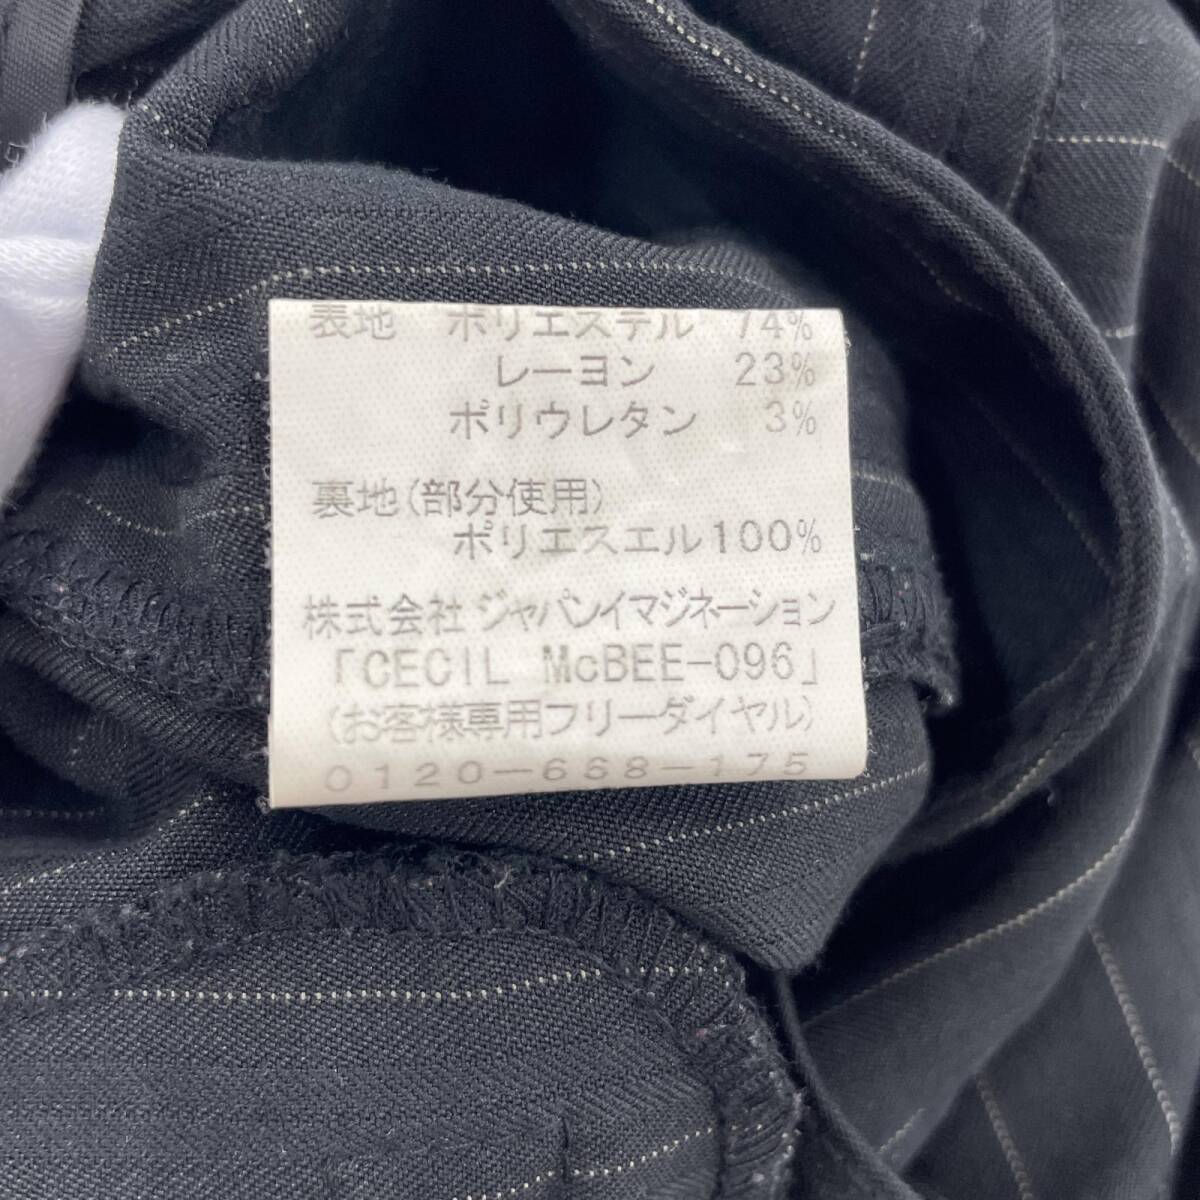 表地 ポリエステル 74%
レーヨン 23%
ポリウレタン 3%
裏地(部分使用)
ポリエスエル100%
株式会社 ジャパンイマジネーション
「CECIL McBEE-096」
(お客様専用フリーダイヤル)
0120-668-175